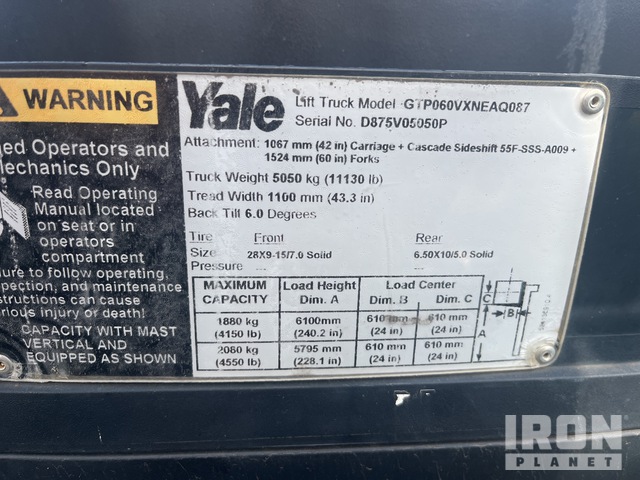 WARNING
ed Operators and
echanics Only
Read Operating
Manual located
on seat or in
operators
compartment
ure to follow operating,
pection, and maintenance
tructions can cause
rious injury or death!
CAPACITY WITH MAST
VERTICAL AND
EQUIPPED AS SHOWN
Yale
Lift Truck Model GTP060VXNEAQ087
Serial No. D875V05050P
Attachment: 1067 mm (42 in) Carriage + Cascade Sideshift 55F-SSS-A009 +
1524 mm (60 in) Forks
Truck Weight 5050 kg (11130 lb)
Tread Width 1100 mm (43.3 in)
Back Tilt 6.0 Degrees
Tire Front Rear
Size 28X9-15/7.0 Solid 6.50X10/5.0 Solid
Pressure --- ---
MAXIMUM CAPACITY Load Height Dim. A Load Center Dim. B Dim. C
1880 kg 6100mm 610 mm 610 mm
(4150 lb) (240.2 in) (24 in) (24 in)
2060 kg 5795 mm 610 mm 610 mm
(4550 lb) (228.1 in) (24 in) (24 in)
C
B
A
IRON
PLANET